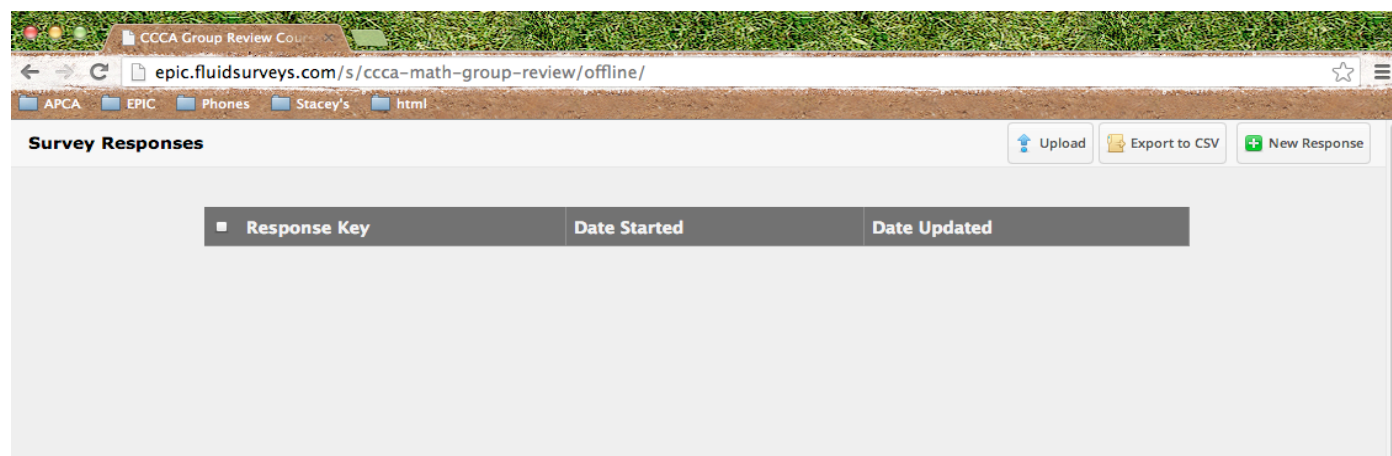 CCCA Group Review Cours
epic.fluidsurveys.com/s/ccca-math-group-review/offline/
APCA EPIC Phones Stacey's html
Survey Responses Upload Export to CSV New Response
Response Key Date Started Date Updated